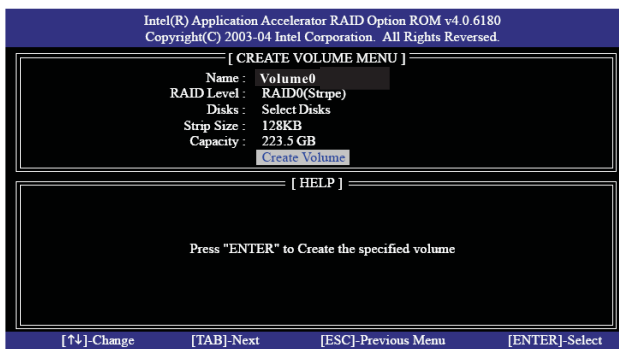 Intel(R) Application Accelerator RAID Option ROM v4.0.6180
Copyright(C) 2003-04 Intel Corporation. All Rights Reversed.
[ CREATE VOLUME MENU ]
Name : Volume0
RAID Level : RAID0(Stripe)
Disks : Select Disks
Strip Size : 128KB
Capacity : 223.5 GB
Create Volume
[ HELP ]
Press "ENTER" to Create the specified volume
[↑↓]-Change [TAB]-Next [ESC]-Previous Menu [ENTER]-Select